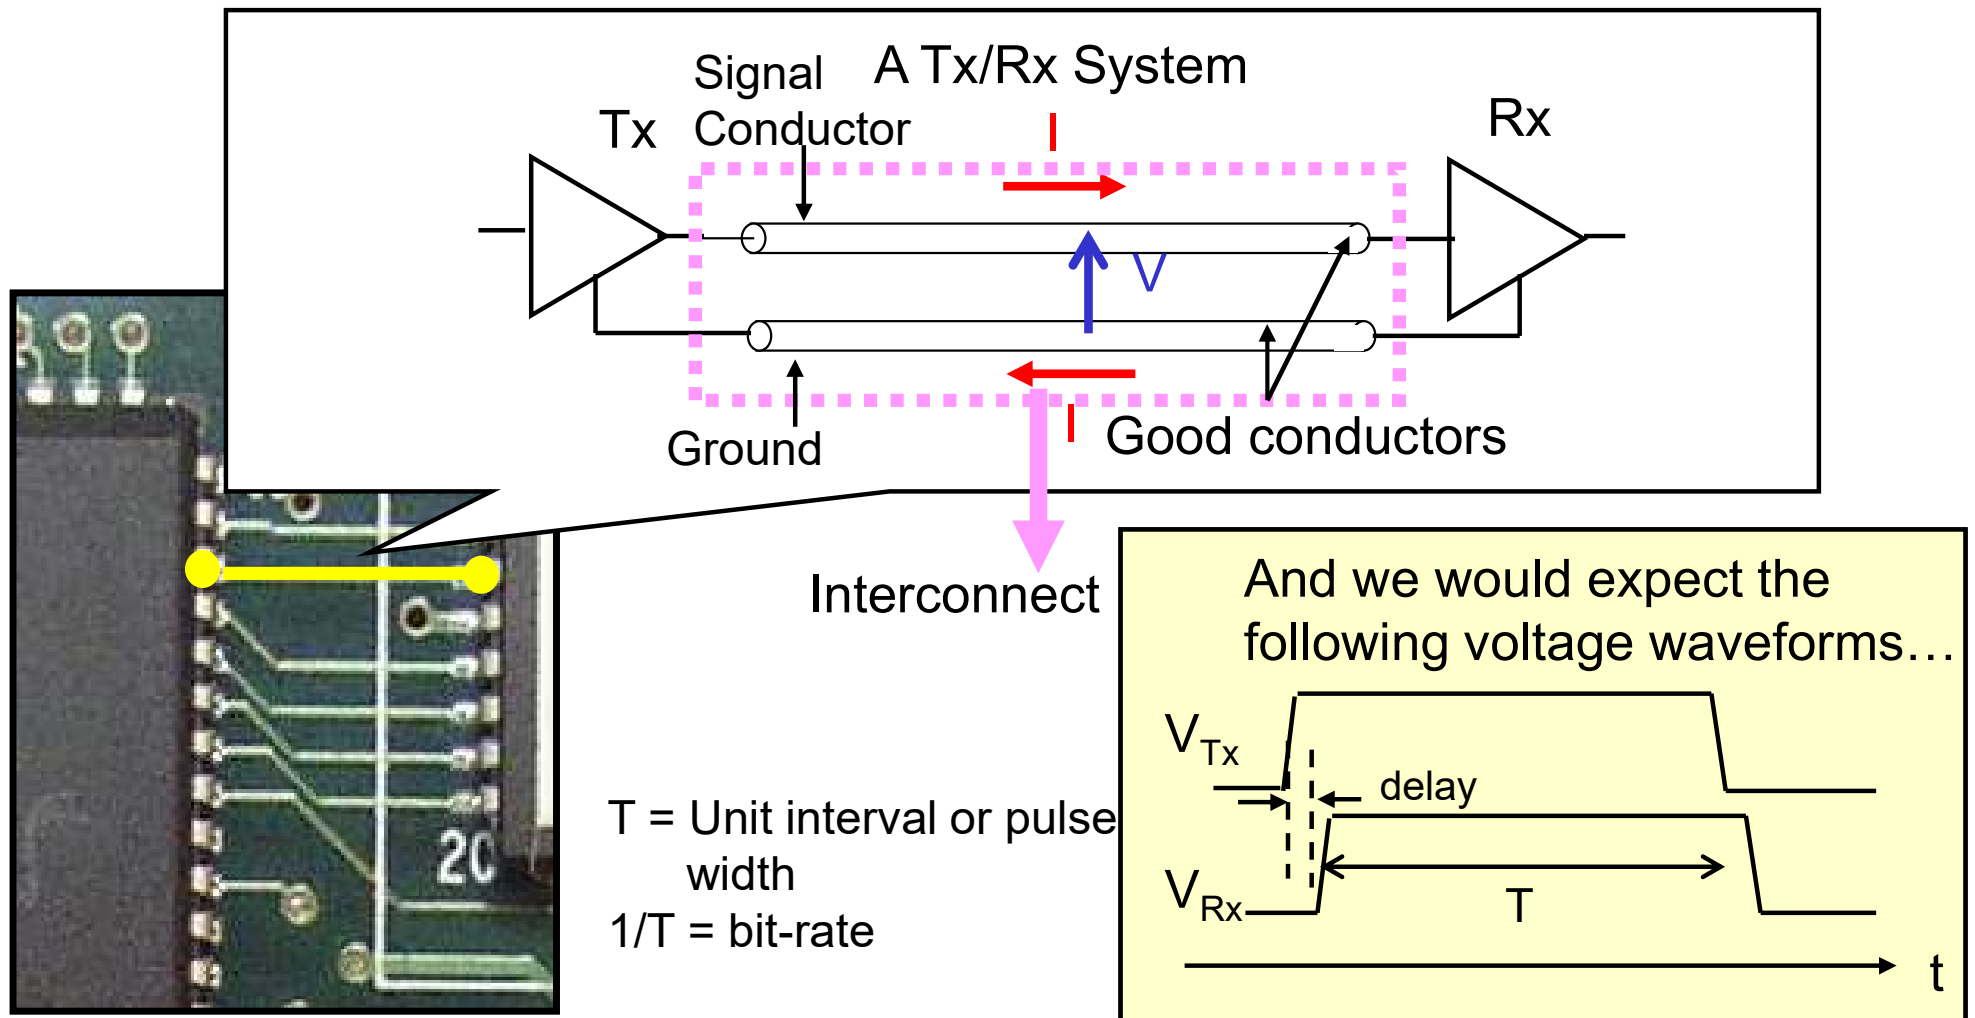 A Tx/Rx System
Signal
Conductor
Tx
I
Rx
V
I
Ground
Good conductors
Interconnect
2C
T = Unit interval or pulse
width
1/T = bit-rate
And we would expect the
following voltage waveforms…
VTx
delay
VRx
T
t